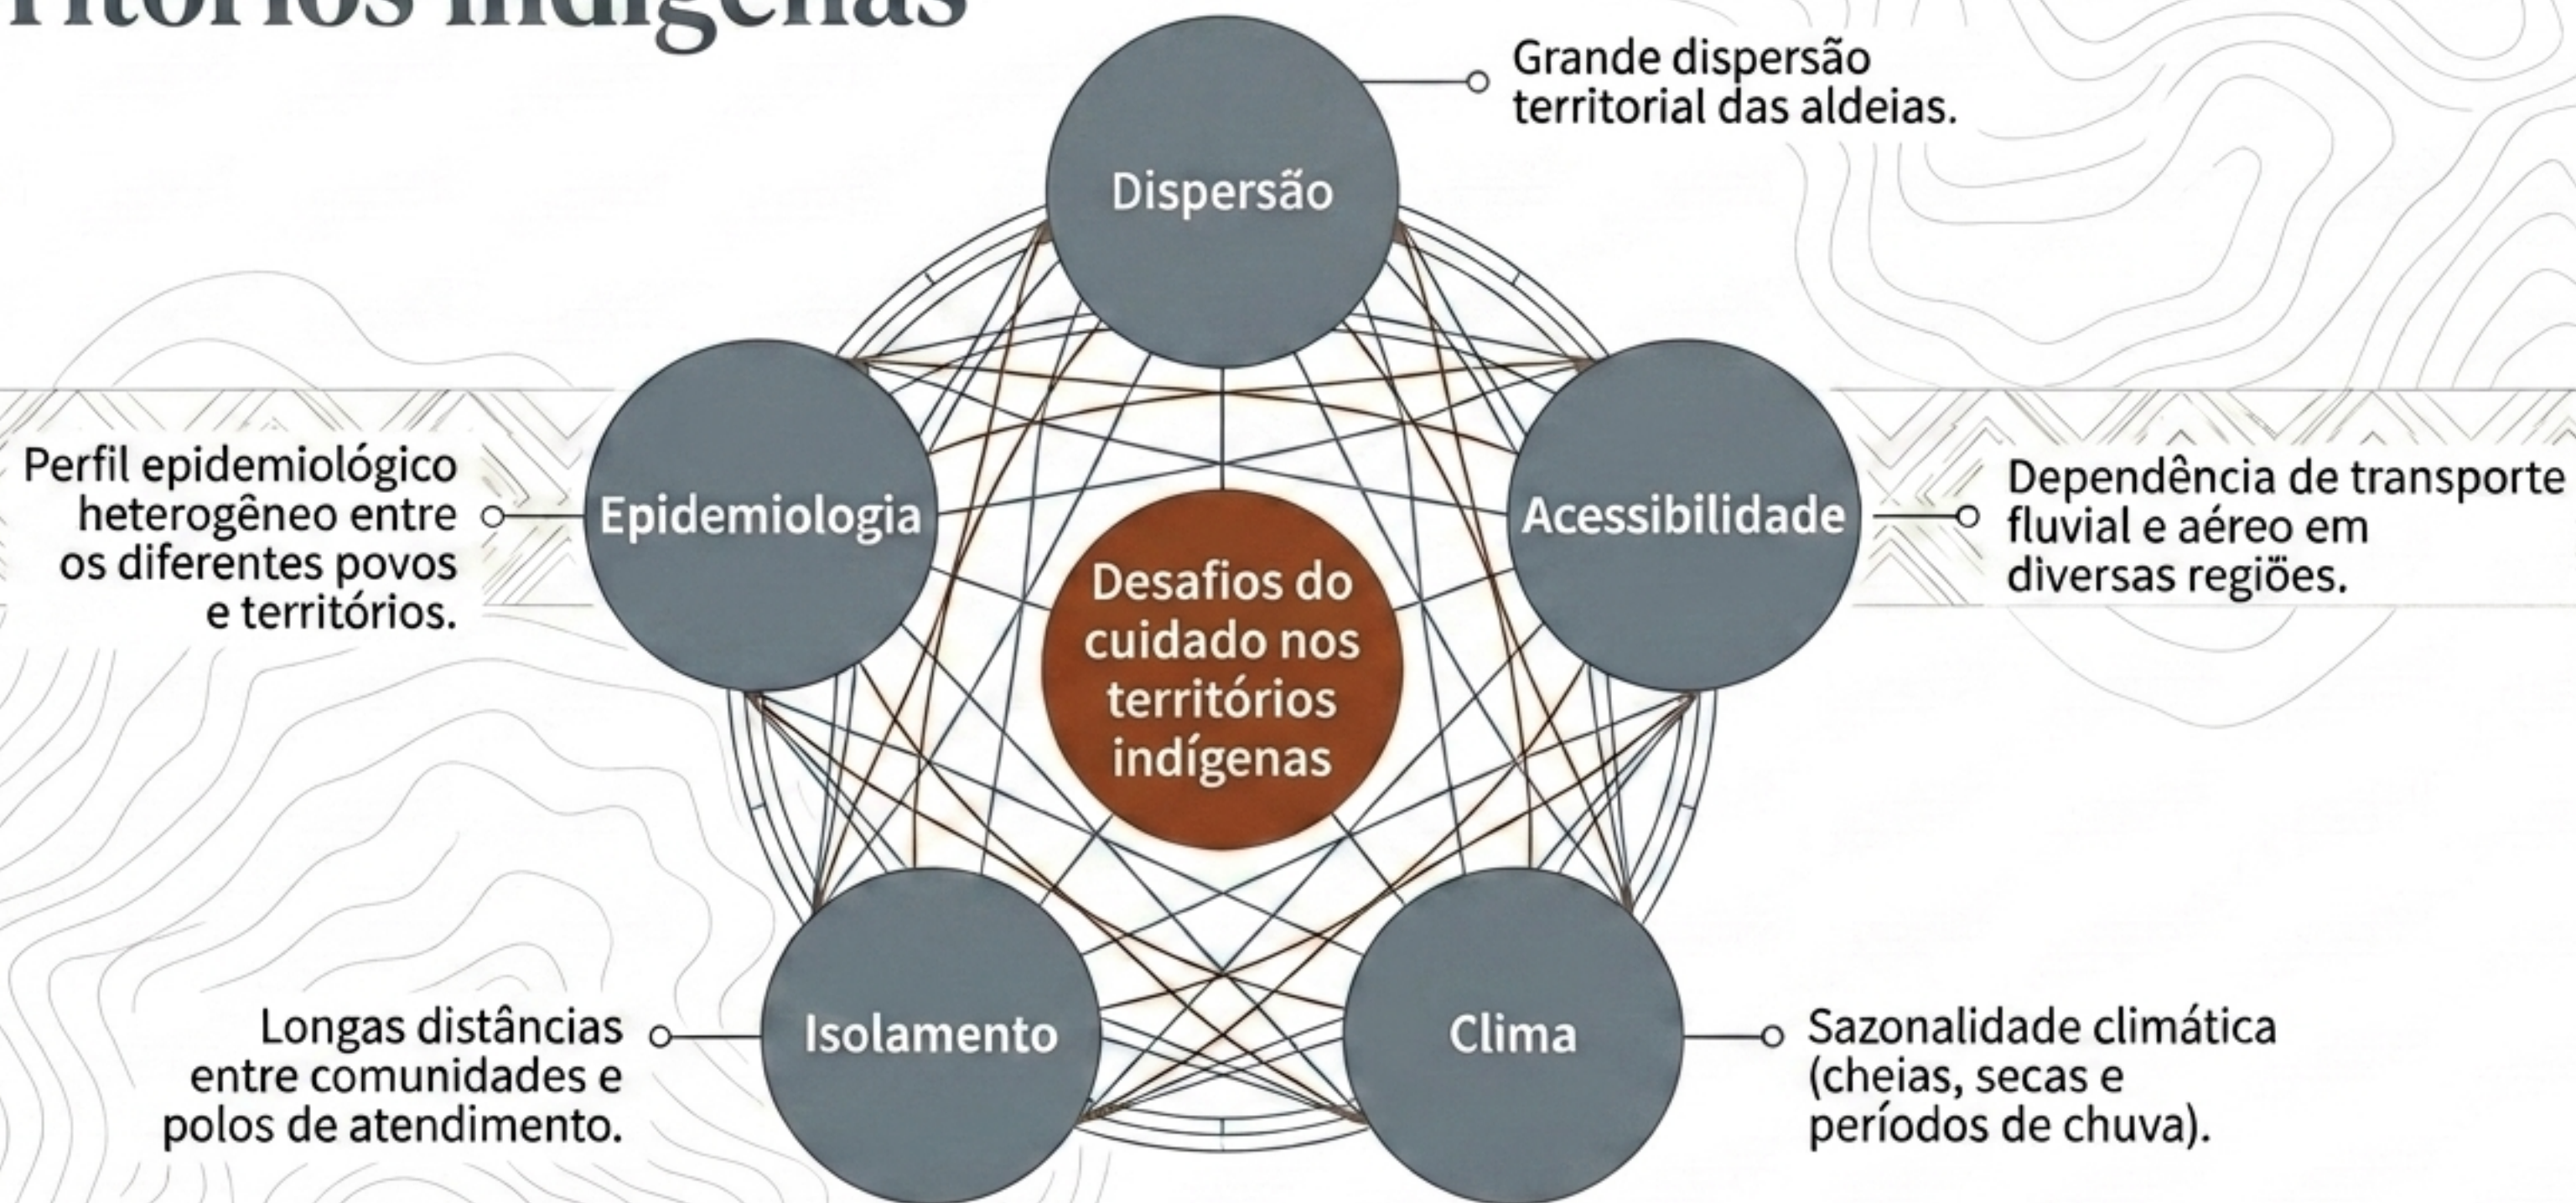 indígenas
Dispersão
Grande dispersão
territorial das aldeias.
Epidemiologia
Perfil epidemiológico
heterogêneo entre
os diferentes povos
e territórios.
Desafios do
cuidado nos
territórios
indígenas
Acessibilidade
Dependência de transporte
fluvial e aéreo em
diversas regiões.
Isolamento
Longas distâncias
entre comunidades e
polos de atendimento.
Clima
Sazonalidade climática
(cheias, secas e
períodos de chuva).